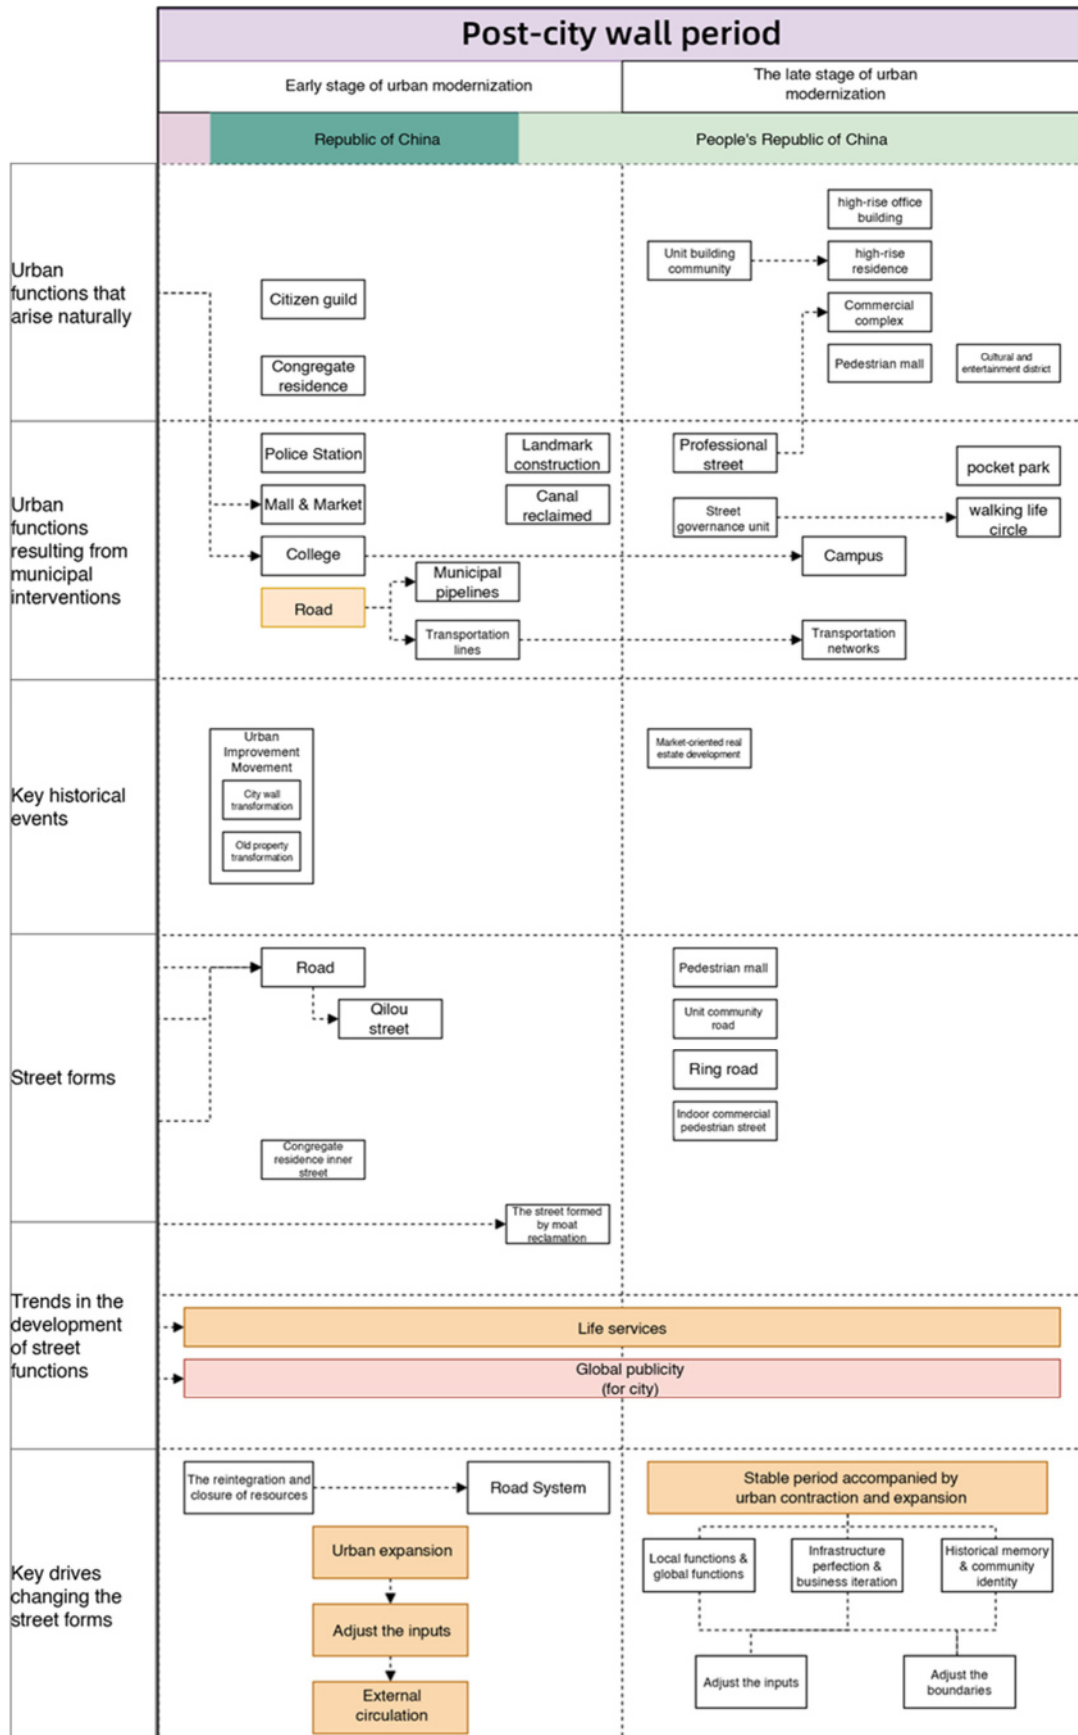 Post-city wall period
Early stage of urban modernization
The late stage of urban
modernization
Republic of China
People's Republic of China
Urban
functions that
arise naturally
Citizen guild
Congregate
residence
Unit building
community
high-rise office
building
high-rise
residence
Commercial
complex
Pedestrian mall
Cultural and
entertainment district
Urban
functions
resulting from
municipal
interventions
Police Station
Mall & Market
College
Road
Municipal
pipelines
Transportation
lines
Landmark
construction
Canal
reclaimed
Professional
street
Street
governance unit
pocket park
walking life
circle
Campus
Transportation
networks
Key historical
events
Urban
Improvement
Movement
City wall
transformation
Old property
transformation
Market-oriented real
estate development
Street forms
Road
Qilou
street
Congregate
residence inner
street
The street formed
by moat
reclamation
Pedestrian mall
Unit community
road
Ring road
Indoor commercial
pedestrian street
Trends in the
development
of street
functions
Life services
Global publicity
(for city)
Key drives
changing the
street forms
The reintegration and
closure of resources
Road System
Urban expansion
Adjust the inputs
External
circulation
Stable period accompanied by
urban contraction and expansion
Local functions &
global functions
Infrastructure
perfection &
business iteration
Historical memory
& community
identity
Adjust the inputs
Adjust the
boundaries